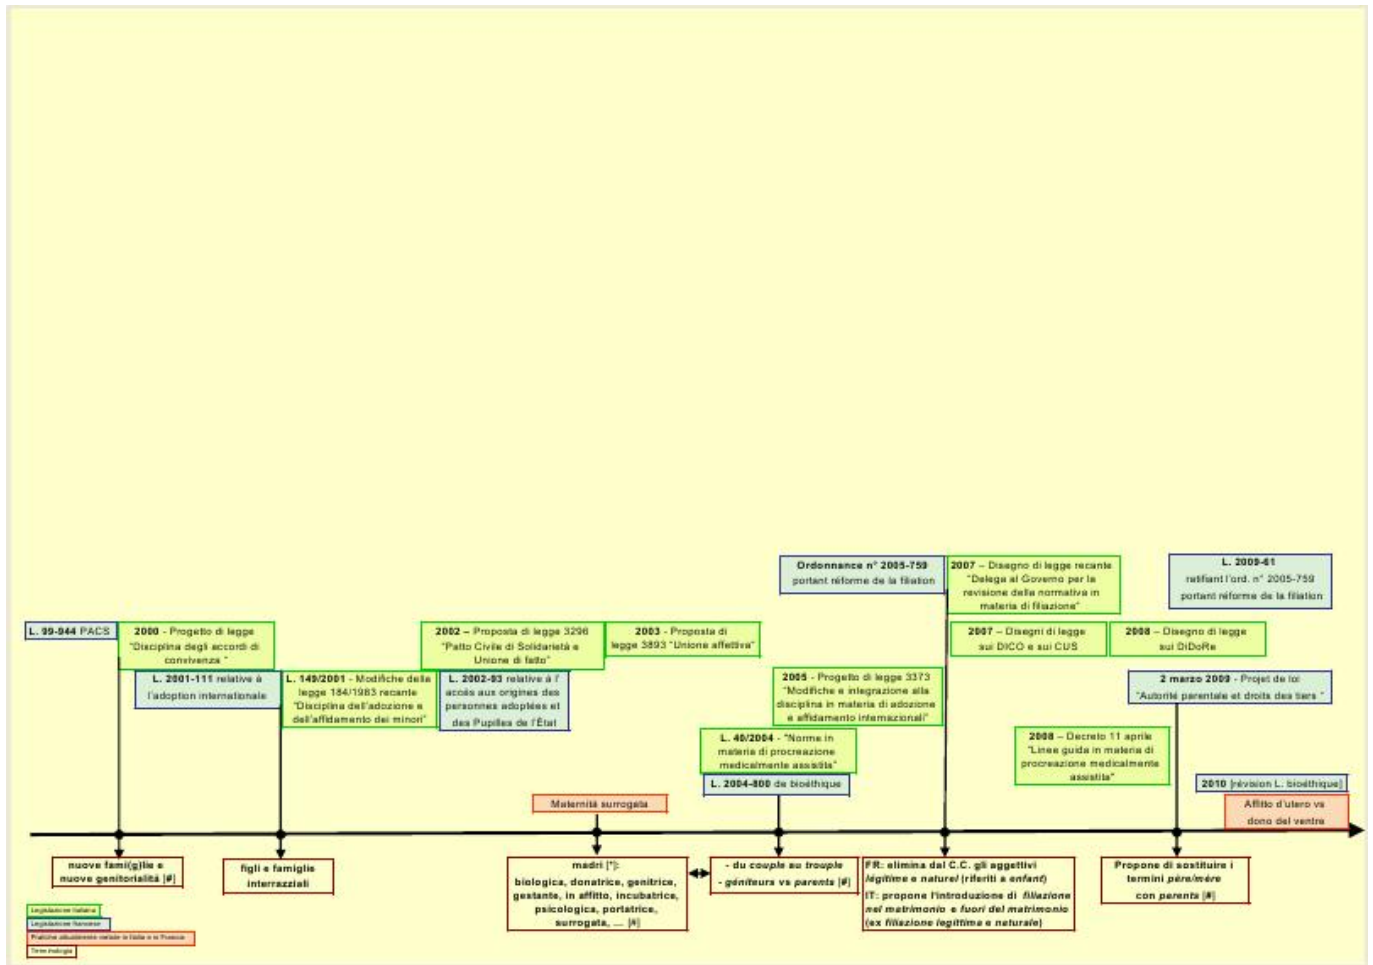 Ordonnance n° 2005-759
portant réforme de la filiation
2007 – Disegno di legge recante
"Delega al Governo per la
revisione della normativa in
materia di filiazione"
L. 2009-61
ratifiant l'ord. n° 2005-759
portant réforme de la filiation
L. 99-944 PACS
2000 - Progetto di legge
"Disciplina degli accordi di
convivenza "
2002 – Proposta di legge 3296
"Patto Civile di Solidarietà e
Unione di fatto"
2003 - Proposta di
legge 3893 "Unione affettiva"
2007 – Disegni di legge
sui DICO e sui CUS
2008 – Disegno di legge
sui DiDoRe
L. 2001-111 relative à
l'adoption internationale
L. 149/2001 - Modifiche della
legge 184/1983 recante
"Disciplina dell'adozione e
dell'affidamento dei minori"
L. 2002-93 relative à l'
accès aux origines des
personnes adoptées et
des Pupilles de l'État
2005 - Progetto di legge 3373
"Modifiche e integrazione alla
disciplina in materia di adozione
e affidamento internazionali"
2 marzo 2009 - Projet de loi
"Autorité parentale et droits des tiers "
L. 40/2004 - "Norme in
materia di procreazione
medicalmente assistita"
L. 2004-800 de bioéthique
2008 – Decreto 11 aprile
"Linee guida in materia di
procreazione medicalmente
assistita"
2010 [révision L. bioéthique]
Maternità surrogata
Affitto d'utero vs
dono del ventre
nuove fami(g)lie e
nuove genitorialità [#]
figli e famiglie
interrazziali
madri [*]:
biologica, donatrice, genitrice,
gestante, in affitto, incubatrice,
psicologica, portatrice,
surrogata, ... [#]
- du couple au trouple
- géniteurs vs parents [#]
FR: elimina dal C.C. gli aggettivi
légitime e naturel (riferiti a enfant)
IT: propone l'introduzione di filiazione
nel matrimonio e fuori del matrimonio
(ex filiazione legittima e naturale)
Propone di sostituire i
termini père/mère
con parents [#]
Legislazione italiana
Legislazione francese
Pratiche attualmente vietate in Italia e in Francia
Terminologia